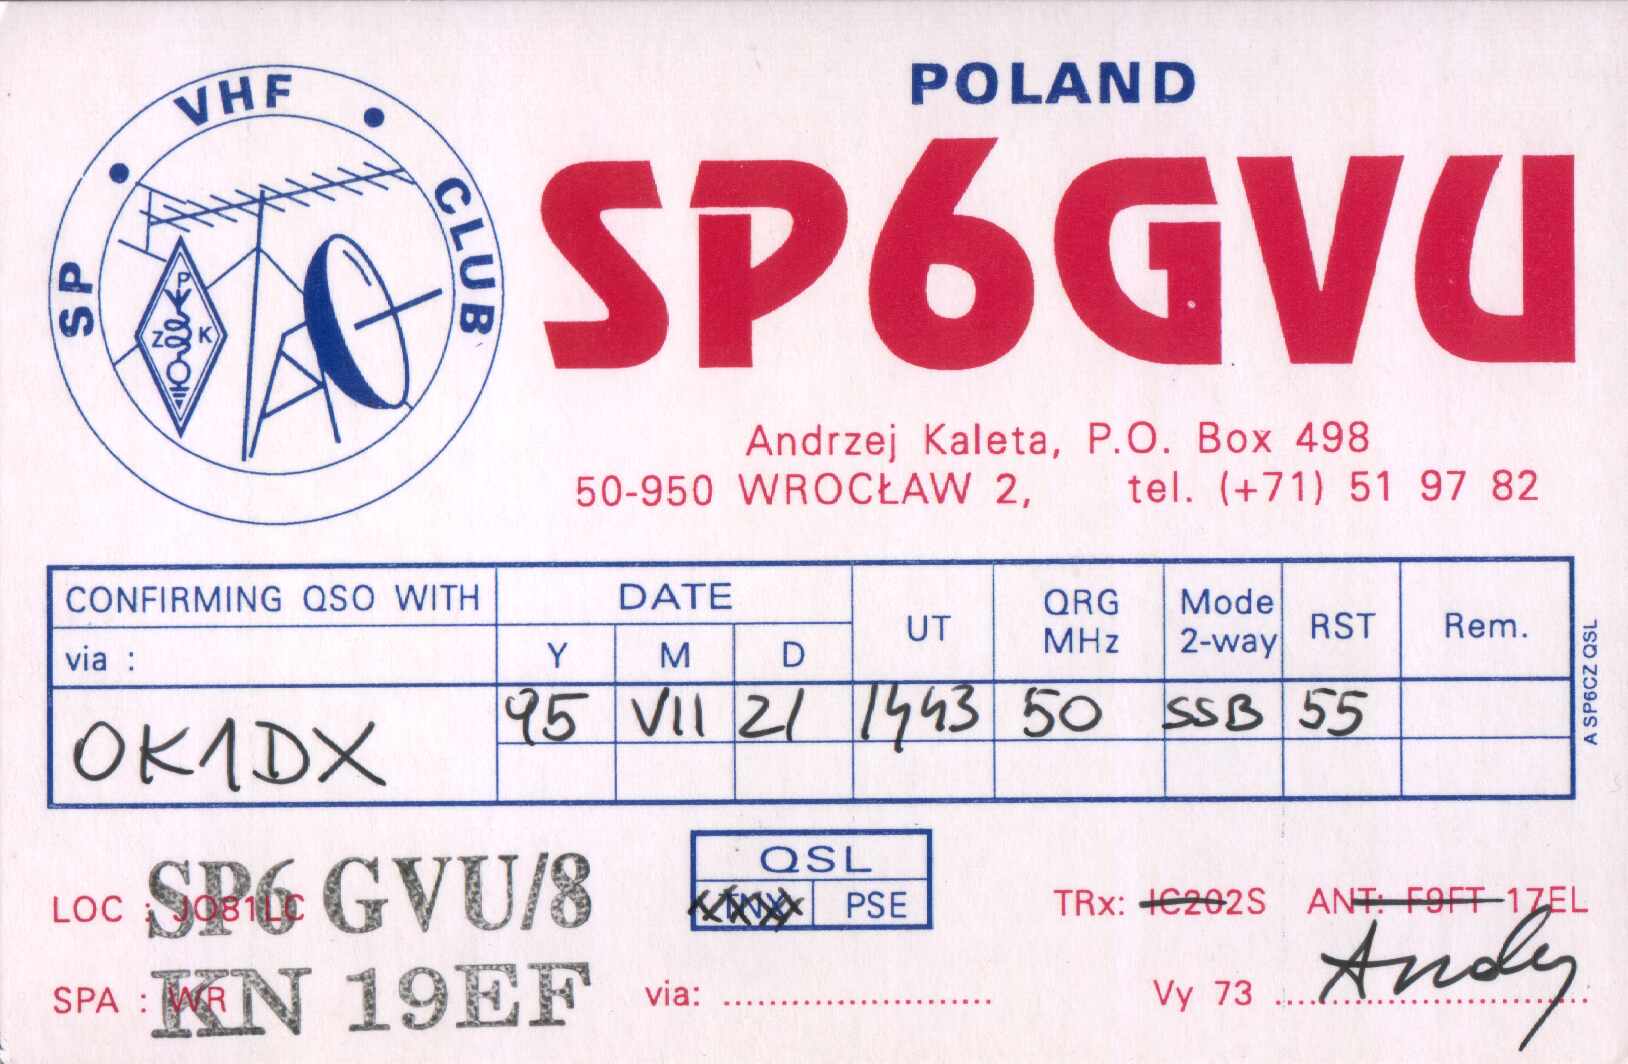 SP • VHF • CLUB
P Z K
POLAND
SP6GVU
Andrzej Kaleta, P.O. Box 498
50-950 WROCŁAW 2, tel. (+71) 51 97 82
CONFIRMING QSO WITH DATE UT QRG MHz Mode 2-way RST Rem.
via : Y M D
OK1DX 95 VII 21 1443 50 SSB 55
A SP6CZ QSL
QSL
TNX PSE
LOC : JO81LC SP6GVU/8
TRx: IC202S ANT: F9FT 17EL
SPA : WR KN 19EF
via: ........................
Vy 73 ........................ Andy